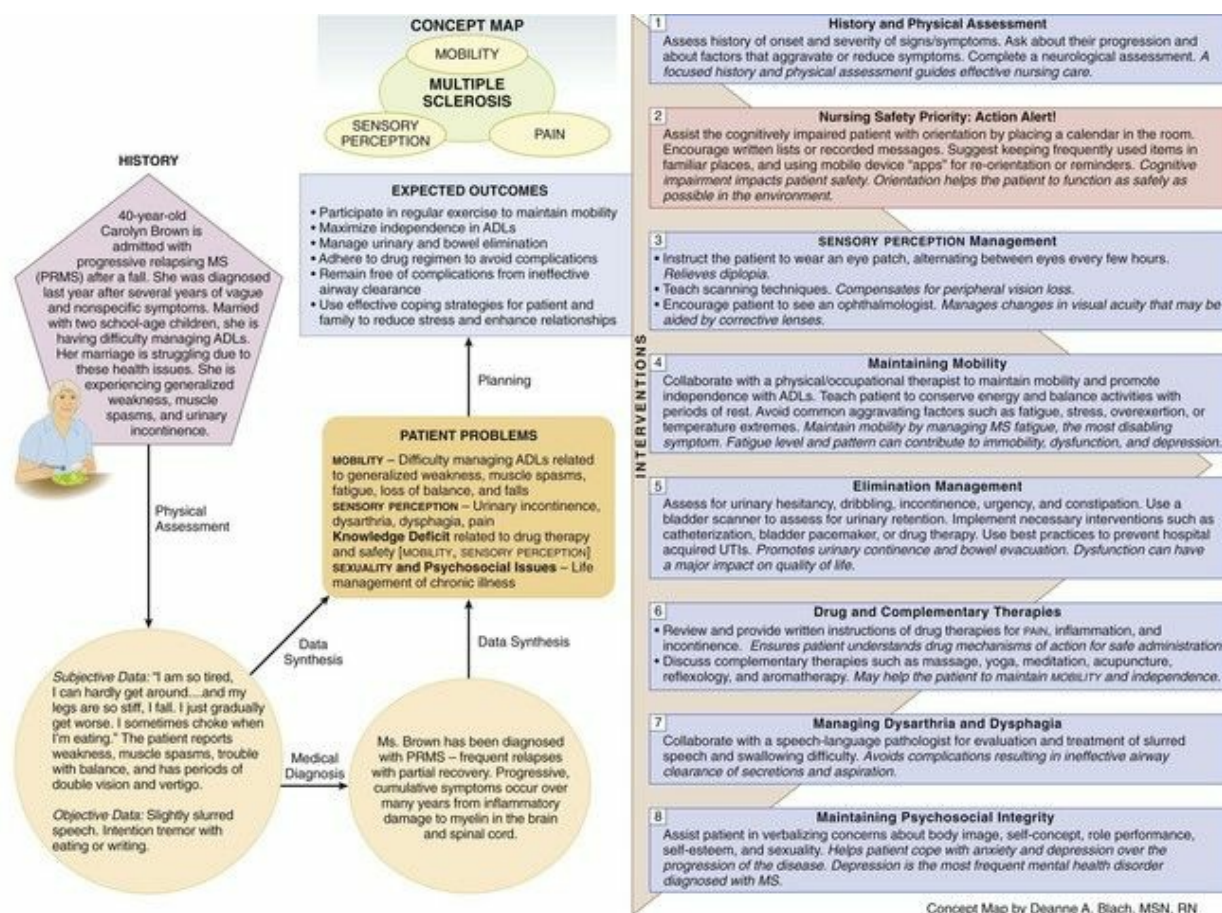 CONCEPT MAP
MOBILITY
MULTIPLE
SCLEROSIS
SENSORY
PERCEPTION
PAIN
HISTORY
40-year-old
Carolyn Brown is
admitted with
progressive relapsing MS
(PRMS) after a fall. She was diagnosed
last year after several years of vague
and nonspecific symptoms. Married
with two school-age children, she is
having difficulty managing ADLs.
Her marriage is struggling due to
these health issues. She is
experiencing generalized
weakness, muscle
spasms, and urinary
incontinence.
Physical
Assessment
Subjective Data: "I am so tired,
I can hardly get around....and my
legs are so stiff, I fall. I just gradually
get worse. I sometimes choke when
I'm eating." The patient reports
weakness, muscle spasms, trouble
with balance, and has periods of
double vision and vertigo.
Objective Data: Slightly slurred
speech. Intention tremor with
eating or writing.
Data
Synthesis
Medical
Diagnosis
Ms. Brown has been diagnosed
with PRMS – frequent relapses
with partial recovery. Progressive,
cumulative symptoms occur over
many years from inflammatory
damage to myelin in the brain
and spinal cord.
Data Synthesis
PATIENT PROBLEMS
MOBILITY – Difficulty managing ADLs related
to generalized weakness, muscle spasms,
fatigue, loss of balance, and falls
SENSORY PERCEPTION – Urinary incontinence,
dysarthria, dysphagia, pain
Knowledge Deficit related to drug therapy
and safety [MOBILITY, SENSORY PERCEPTION]
SEXUALITY and Psychosocial Issues – Life
management of chronic illness
Planning
EXPECTED OUTCOMES
• Participate in regular exercise to maintain mobility
• Maximize independence in ADLs
• Manage urinary and bowel elimination
• Adhere to drug regimen to avoid complications
• Remain free of complications from ineffective
airway clearance
• Use effective coping strategies for patient and
family to reduce stress and enhance relationships
INTERVENTIONS
1 History and Physical Assessment
Assess history of onset and severity of signs/symptoms. Ask about their progression and
about factors that aggravate or reduce symptoms. Complete a neurological assessment. A
focused history and physical assessment guides effective nursing care.
2 Nursing Safety Priority: Action Alert!
Assist the cognitively impaired patient with orientation by placing a calendar in the room.
Encourage written lists or recorded messages. Suggest keeping frequently used items in
familiar places, and using mobile device "apps" for re-orientation or reminders. Cognitive
impairment impacts patient safety. Orientation helps the patient to function as safely as
possible in the environment.
3 SENSORY PERCEPTION Management
• Instruct the patient to wear an eye patch, alternating between eyes every few hours.
Relieves diplopia.
• Teach scanning techniques. Compensates for peripheral vision loss.
• Encourage patient to see an ophthalmologist. Manages changes in visual acuity that may be
aided by corrective lenses.
4 Maintaining Mobility
Collaborate with a physical/occupational therapist to maintain mobility and promote
independence with ADLs. Teach patient to conserve energy and balance activities with
periods of rest. Avoid common aggravating factors such as fatigue, stress, overexertion, or
temperature extremes. Maintain mobility by managing MS fatigue, the most disabling
symptom. Fatigue level and pattern can contribute to immobility, dysfunction, and depression.
5 Elimination Management
Assess for urinary hesitancy, dribbling, incontinence, urgency, and constipation. Use a
bladder scanner to assess for urinary retention. Implement necessary interventions such as
catheterization, bladder pacemaker, or drug therapy. Use best practices to prevent hospital
acquired UTIs. Promotes urinary continence and bowel evacuation. Dysfunction can have
a major impact on quality of life.
6 Drug and Complementary Therapies
• Review and provide written instructions of drug therapies for PAIN, inflammation, and
incontinence. Ensures patient understands drug mechanisms of action for safe administration
• Discuss complementary therapies such as massage, yoga, meditation, acupuncture,
reflexology, and aromatherapy. May help the patient to maintain MOBILITY and independence.
7 Managing Dysarthria and Dysphagia
Collaborate with a speech-language pathologist for evaluation and treatment of slurred
speech and swallowing difficulty. Avoids complications resulting in ineffective airway
clearance of secretions and aspiration.
8 Maintaining Psychosocial Integrity
Assist patient in verbalizing concerns about body image, self-concept, role performance,
self-esteem, and sexuality. Helps patient cope with anxiety and depression over the
progression of the disease. Depression is the most frequent mental health disorder
diagnosed with MS.
Concept Map by Deanne A. Blach, MSN, RN